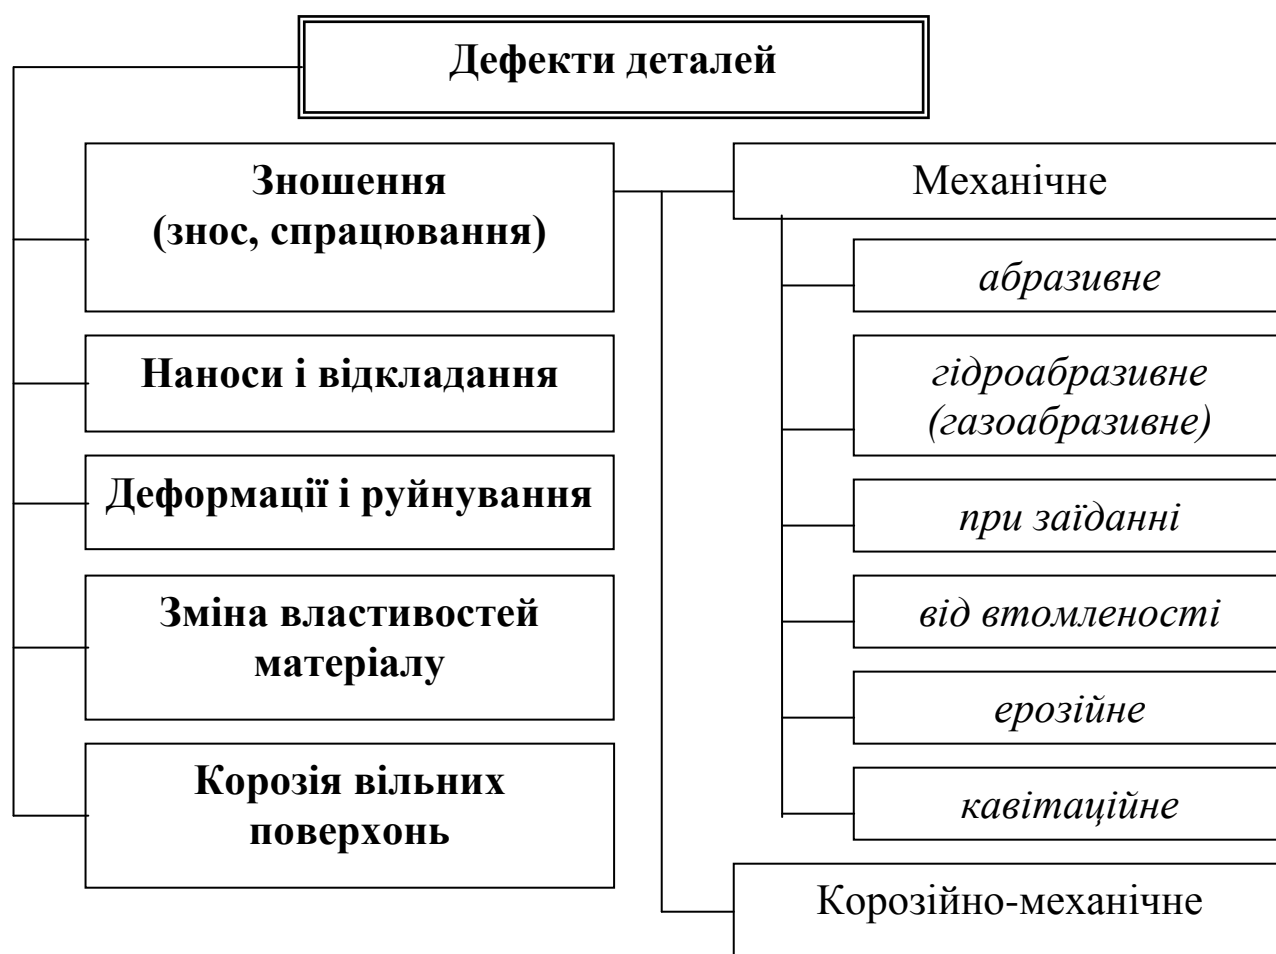 Дефекти деталей
Зношення
(знос, спрацювання)
Наноси і відкладання
Деформації і руйнування
Зміна властивостей
матеріалу
Корозія вільних
поверхонь
Механічне
абразивне
гідроабразивне
(газоабразивне)
при заїданні
від втомленості
ерозійне
кавітаційне
Корозійно-механічне